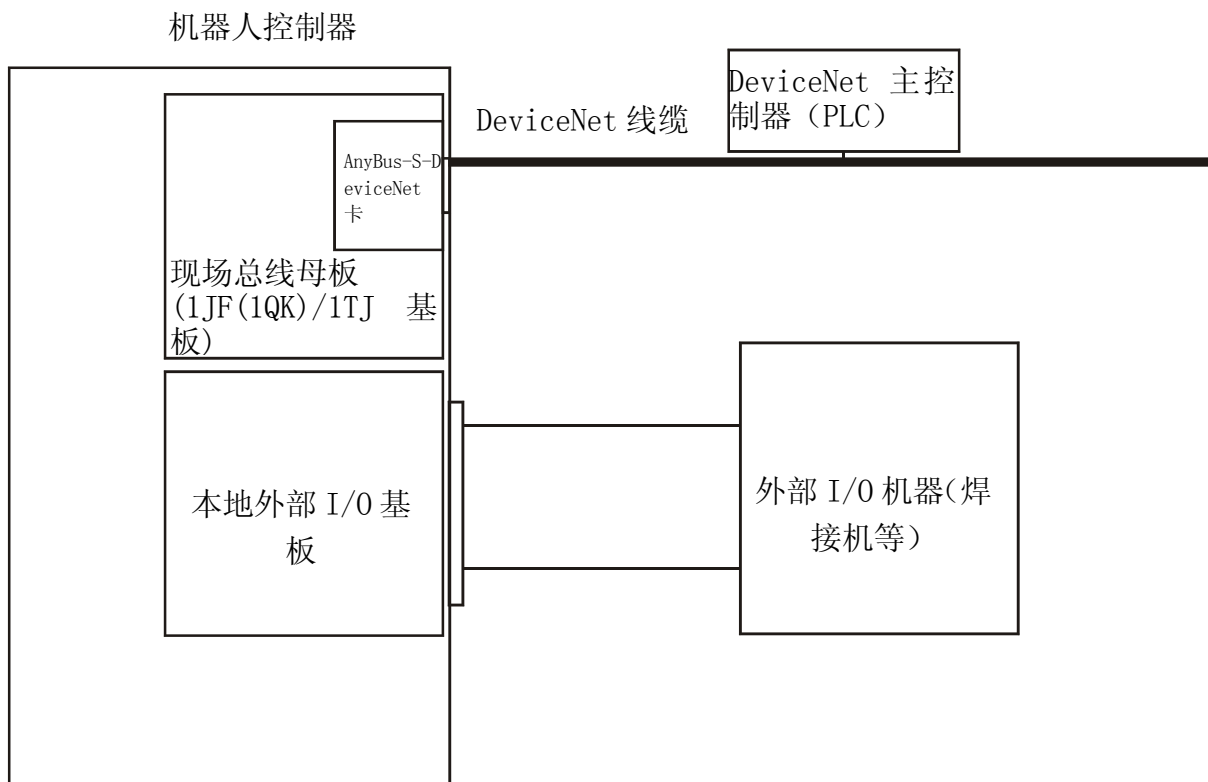 机器人控制器
DeviceNet 主控
制器（PLC）
DeviceNet 线缆
AnyBus-S-D
eviceNet
卡
现场总线母板
(1JF(1QK)/1TJ 基
板)
本地外部 I/O 基
板
外部 I/O 机器(焊
接机等）